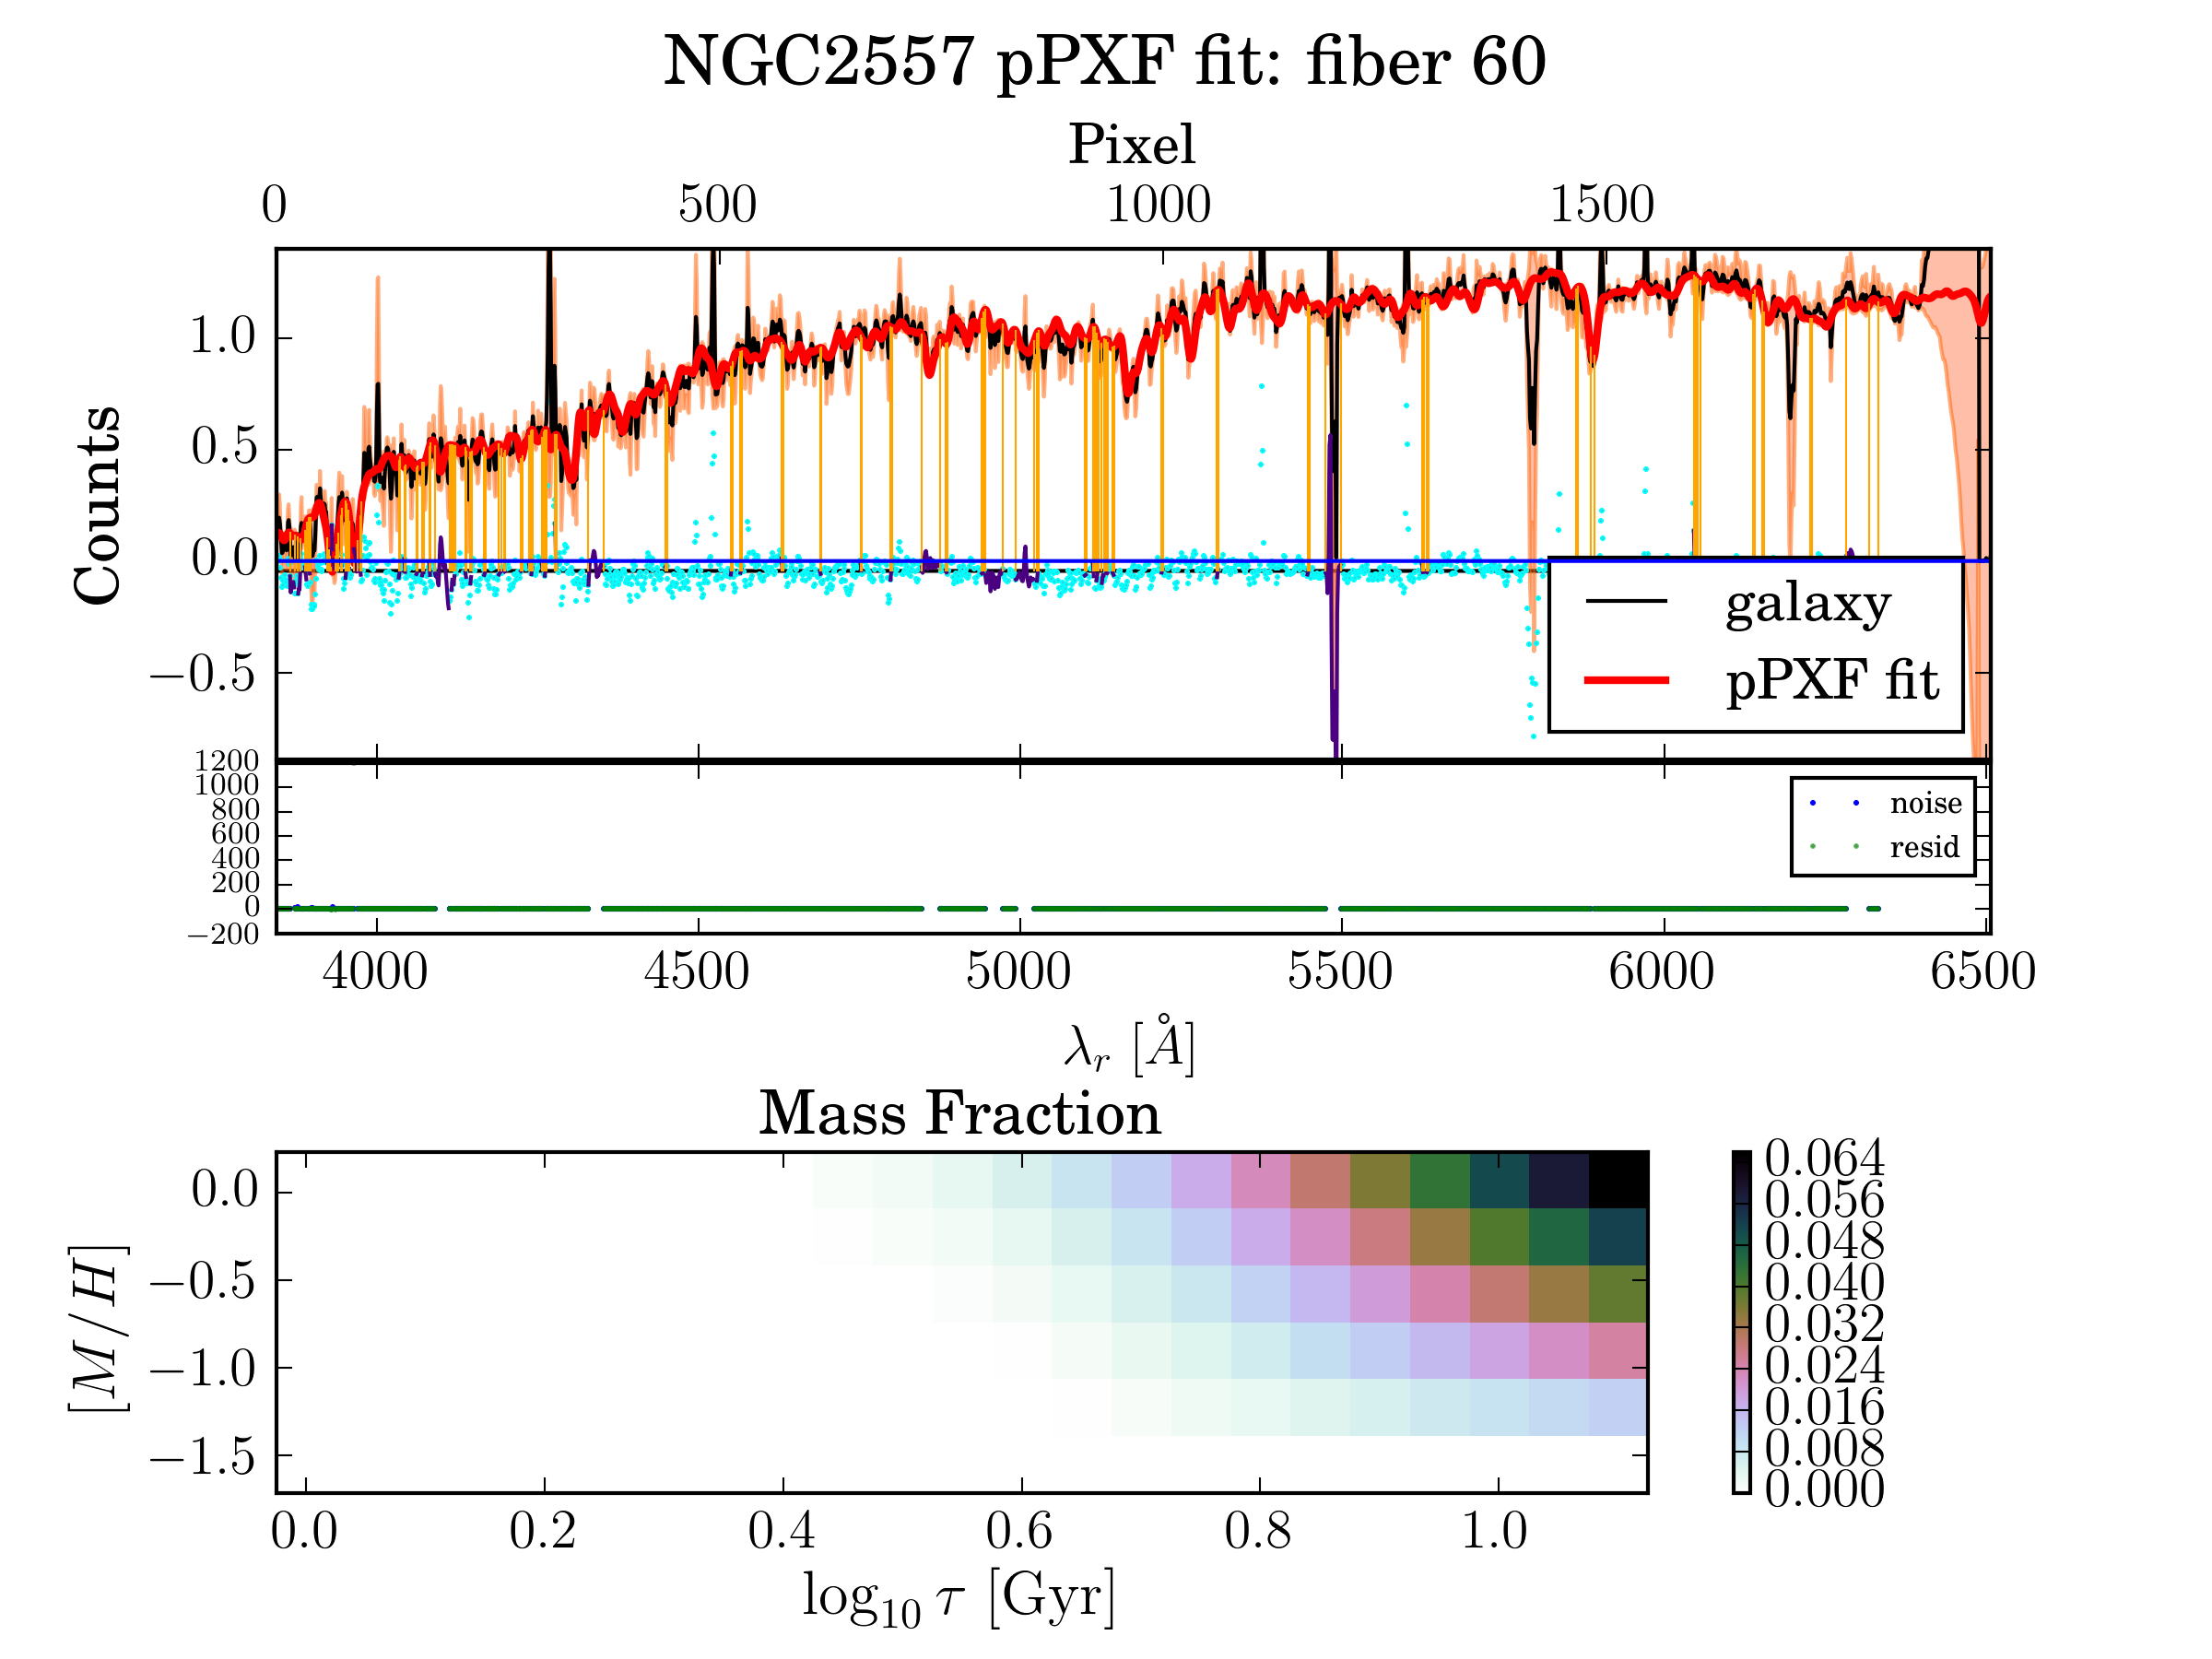 NGC2557 pPXF fit: fiber 60
Pixel
0 500 1000 1500
Counts
1.0
0.5
0.0
−0.5
galaxy
pPXF fit
1200
1000
800
600
400
200
0
−200
noise
resid
4000 4500 5000 5500 6000 6500
λr [Å]
Mass Fraction
[M/H]
0.0
−0.5
−1.0
−1.5
0.0 0.2 0.4 0.6 0.8 1.0
log10 τ [Gyr]
0.064
0.056
0.048
0.040
0.032
0.024
0.016
0.008
0.000